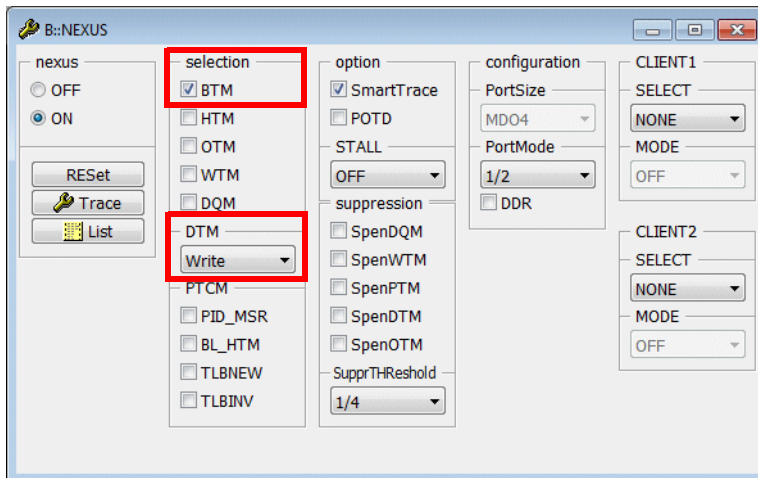 B::NEXUS
nexus
OFF
ON
RESet
Trace
List
selection
BTM
HTM
OTM
WTM
DQM
DTM
Write
PTCM
PID_MSR
BL_HTM
TLBNEW
TLBINV
option
SmartTrace
POTD
STALL
OFF
suppression
SpenDQM
SpenWTM
SpenPTM
SpenDTM
SpenOTM
SupprTHReshold
1/4
configuration
PortSize
MDO4
PortMode
1/2
DDR
CLIENT1
SELECT
NONE
MODE
OFF
CLIENT2
SELECT
NONE
MODE
OFF